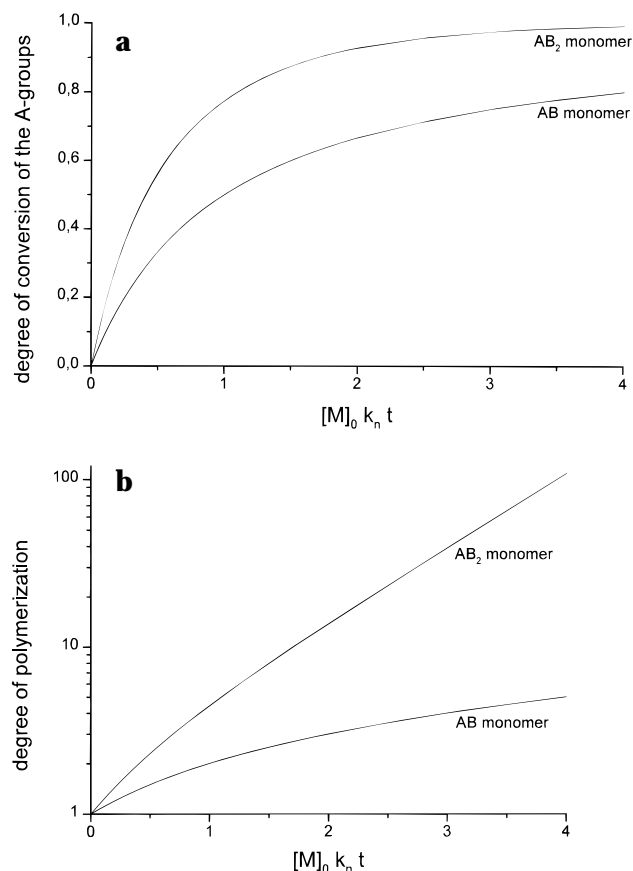 a
degree of conversion of the A-groups
1,0
0,8
0,6
0,4
0,2
0,0
AB₂ monomer
AB monomer
0 1 2 3 4
[M]₀ kₙ t
b
degree of polymerization
100
10
1
AB₂ monomer
AB monomer
0 1 2 3 4
[M]₀ kₙ t